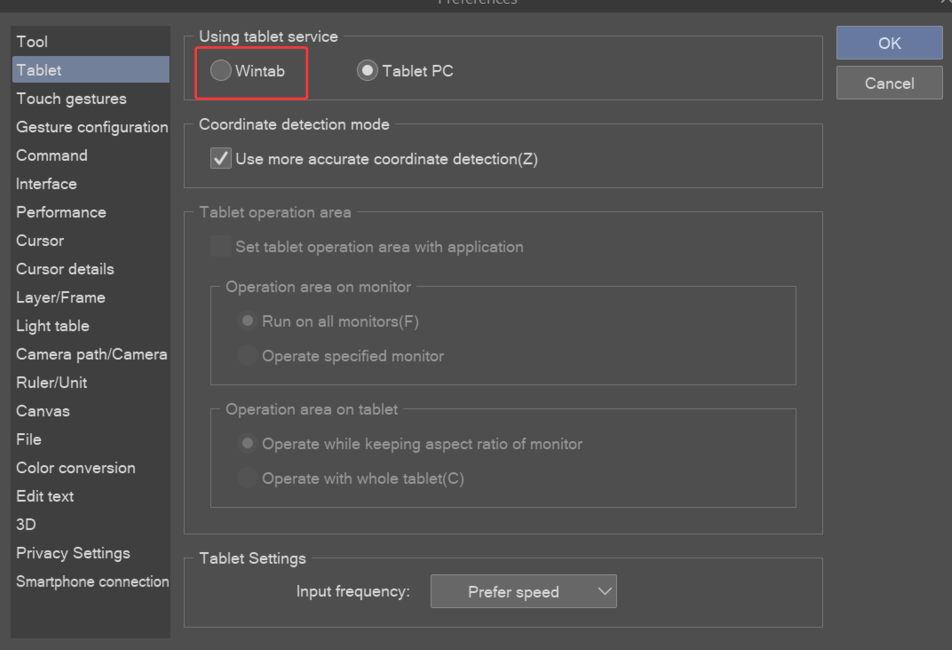 Preferences
Tool
Tablet
Touch gestures
Gesture configuration
Command
Interface
Performance
Cursor
Cursor details
Layer/Frame
Light table
Camera path/Camera
Ruler/Unit
Canvas
File
Color conversion
Edit text
3D
Privacy Settings
Smartphone connection
Using tablet service
Wintab
Tablet PC
Coordinate detection mode
Use more accurate coordinate detection(Z)
Tablet operation area
Set tablet operation area with application
Operation area on monitor
Run on all monitors(F)
Operate specified monitor
Operation area on tablet
Operate while keeping aspect ratio of monitor
Operate with whole tablet(C)
Tablet Settings
Input frequency: Prefer speed
OK
Cancel